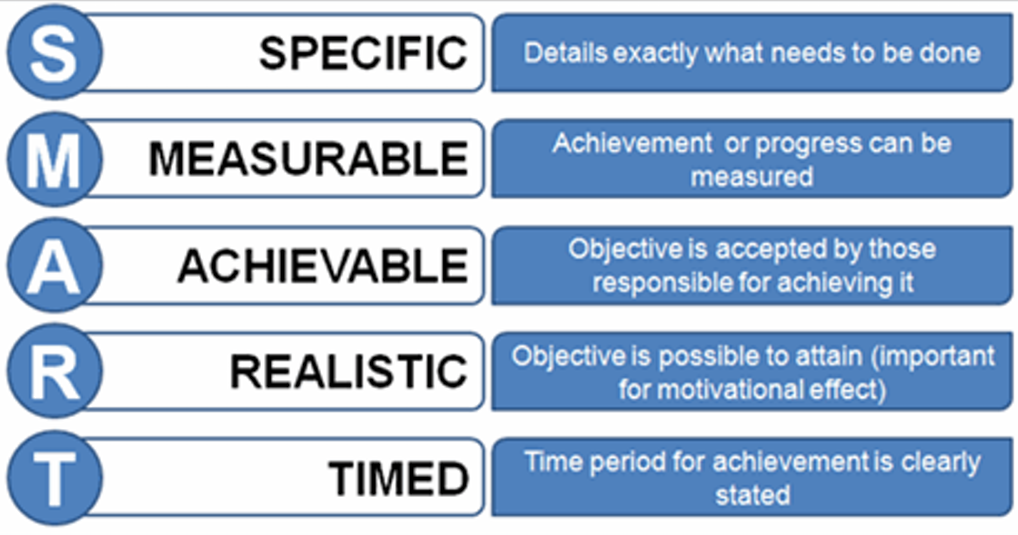 S SPECIFIC Details exactly what needs to be done
M MEASURABLE Achievement or progress can be
measured
A ACHIEVABLE Objective is accepted by those
responsible for achieving it
R REALISTIC Objective is possible to attain (important
for motivational effect)
T TIMED Time period for achievement is clearly
stated